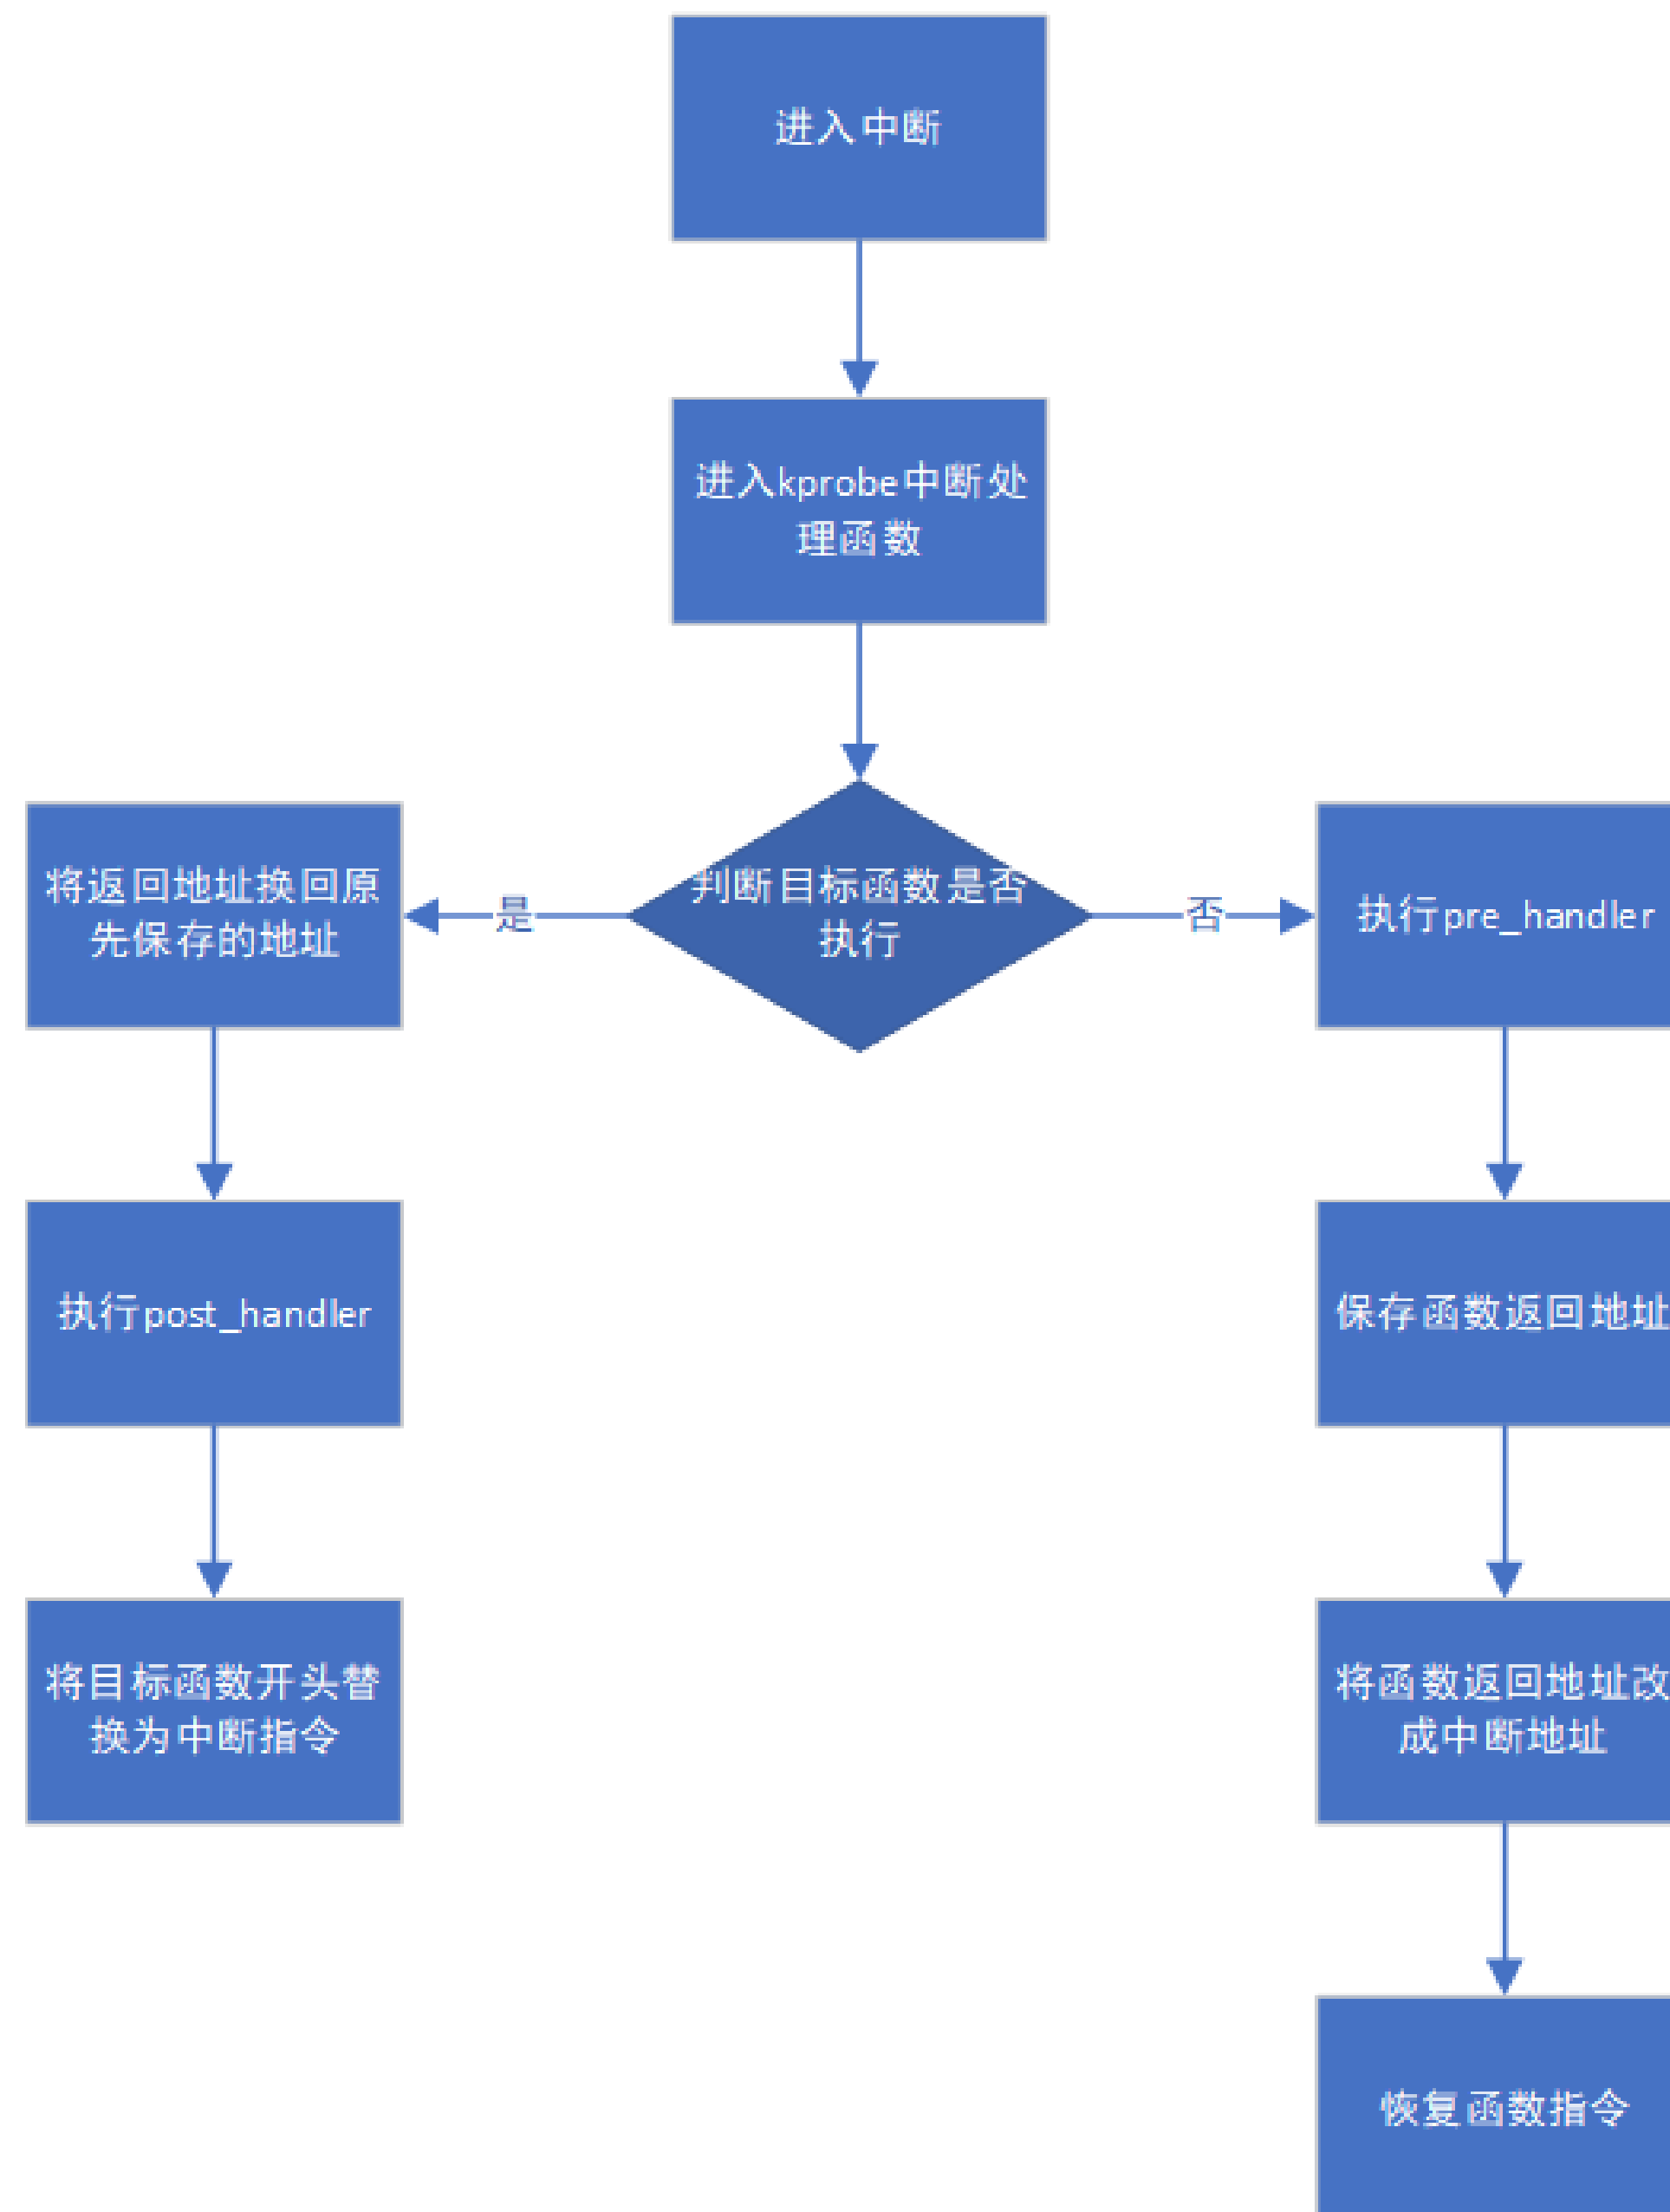 进入中断
进入kprobe中断处
理函数
判断目标函数是否
执行
是
否
将返回地址换回原
先保存的地址
执行post_handler
将目标函数开头替
换为中断指令
执行pre_handler
保存函数返回地址
将函数返回地址改
成中断地址
恢复函数指令